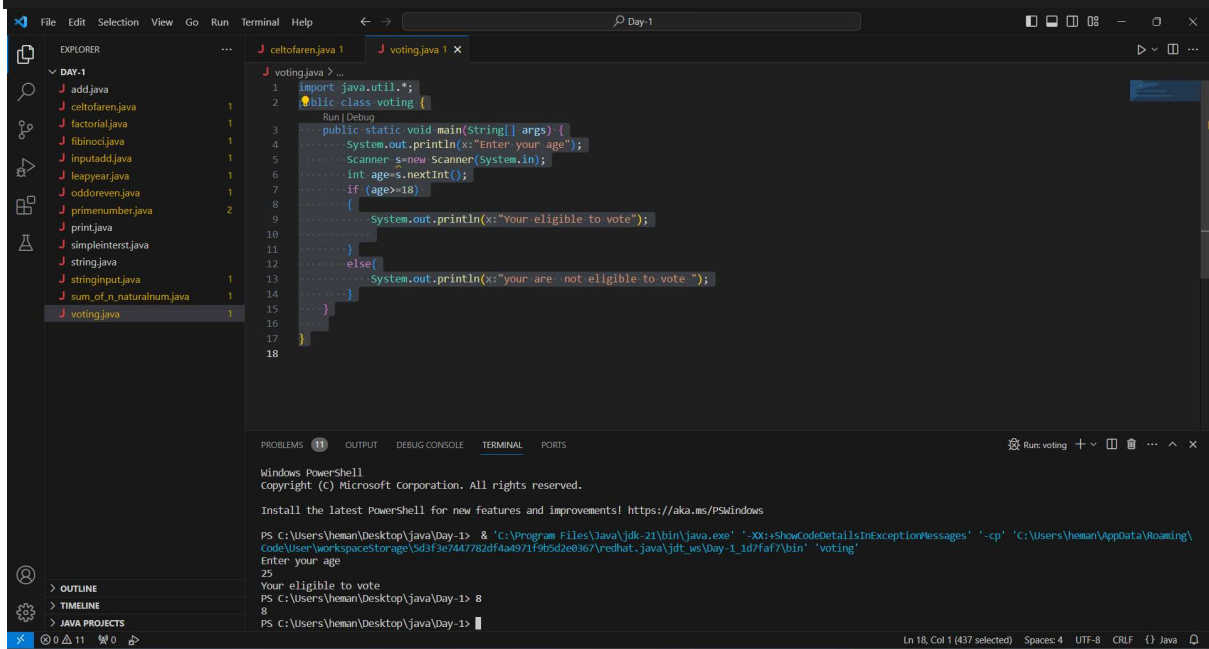 File Edit Selection View Go Run Terminal Help
Day-1
EXPLORER
DAY-1
add.java
celtofaren.java 1
factorial.java 1
fibinoci.java 1
inputadd.java 1
leapyear.java 1
oddoreven.java 1
primenumber.java 2
print.java
simpleinterst.java
string.java
stringinput.java 1
sum_of_n_naturalnum.java 1
voting.java 1
OUTLINE
TIMELINE
JAVA PROJECTS
celtofaren.java 1 voting.java 1
voting.java > ...
1 import java.util.*;
2 blic class voting {
Run | Debug
3 public static void main(String[] args) {
4 System.out.println(x:"Enter your age");
5 Scanner s=new Scanner(System.in);
6 int age=s.nextInt();
7 if (age>=18)
8 {
9 System.out.println(x:"Your eligible to vote");
10
11 }
12 else{
13 System.out.println(x:"your are  not eligible to vote ");
14 }
15 }
16
17 }
18
PROBLEMS 11 OUTPUT DEBUG CONSOLE TERMINAL PORTS
Run: voting
Windows PowerShell
Copyright (C) Microsoft Corporation. All rights reserved.
Install the latest PowerShell for new features and improvements! https://aka.ms/PSWindows
PS C:\Users\heman\Desktop\java\Day-1> & 'C:\Program Files\Java\jdk-21\bin\java.exe' '-XX:+ShowCodeDetailsInExceptionMessages' '-cp' 'C:\Users\heman\AppData\Roaming\
Code\User\workspaceStorage\5d3f3e7447782df4a4971f9b5d2e0367\redhat.java\jdt_ws\Day-1_1d7faf7\bin' 'voting'
Enter your age
25
Your eligible to vote
PS C:\Users\heman\Desktop\java\Day-1> 8
8
PS C:\Users\heman\Desktop\java\Day-1>
0 11 0
Ln 18, Col 1 (437 selected) Spaces: 4 UTF-8 CRLF {} Java